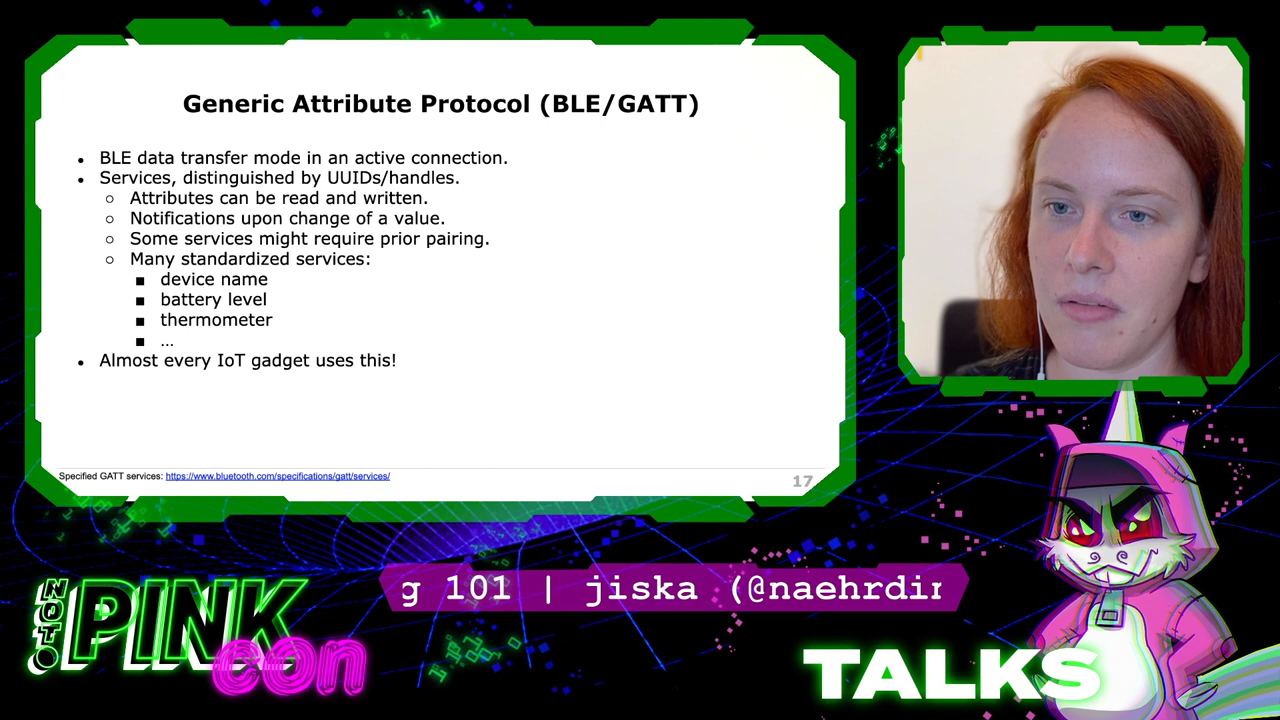 Generic Attribute Protocol (BLE/GATT)
● BLE data transfer mode in an active connection.
● Services, distinguished by UUIDs/handles.
○ Attributes can be read and written.
○ Notifications upon change of a value.
○ Some services might require prior pairing.
○ Many standardized services:
■ device name
■ battery level
■ thermometer
■ ...
● Almost every IoT gadget uses this!
Specified GATT services: https://www.bluetooth.com/specifications/gatt/services/
17
g 101 | jiska (@naehrdin
NOT
PINK
con
TALKS